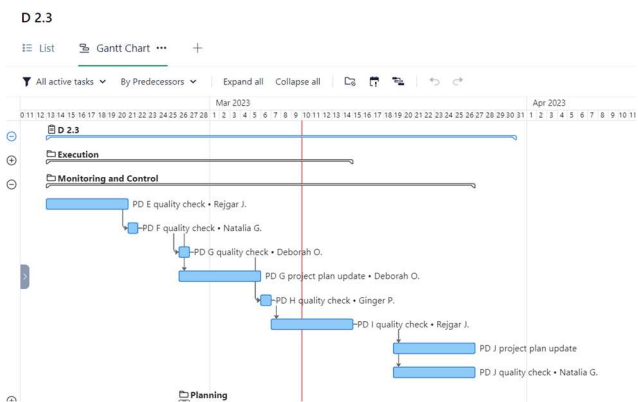 D 2.3
List Gantt Chart ••• +
All active tasks By Predecessors Expand all Collapse all
Mar 2023 Apr 2023
0 11 12 13 14 15 16 17 18 19 20 21 22 23 24 25 26 27 28 1 2 3 4 5 6 7 8 9 10 11 12 13 14 15 16 17 18 19 20 21 22 23 24 25 26 27 28 29 30 31 1 2 3 4 5 6 7 8 9 10 11
D 2.3
Execution
Monitoring and Control
PD E quality check • Rejgar J.
PD F quality check • Natalia G.
PD G quality check • Deborah O.
PD G project plan update • Deborah O.
PD H quality check • Ginger P.
PD I quality check • Rejgar J.
PD J project plan update
PD J quality check • Natalia G.
Planning